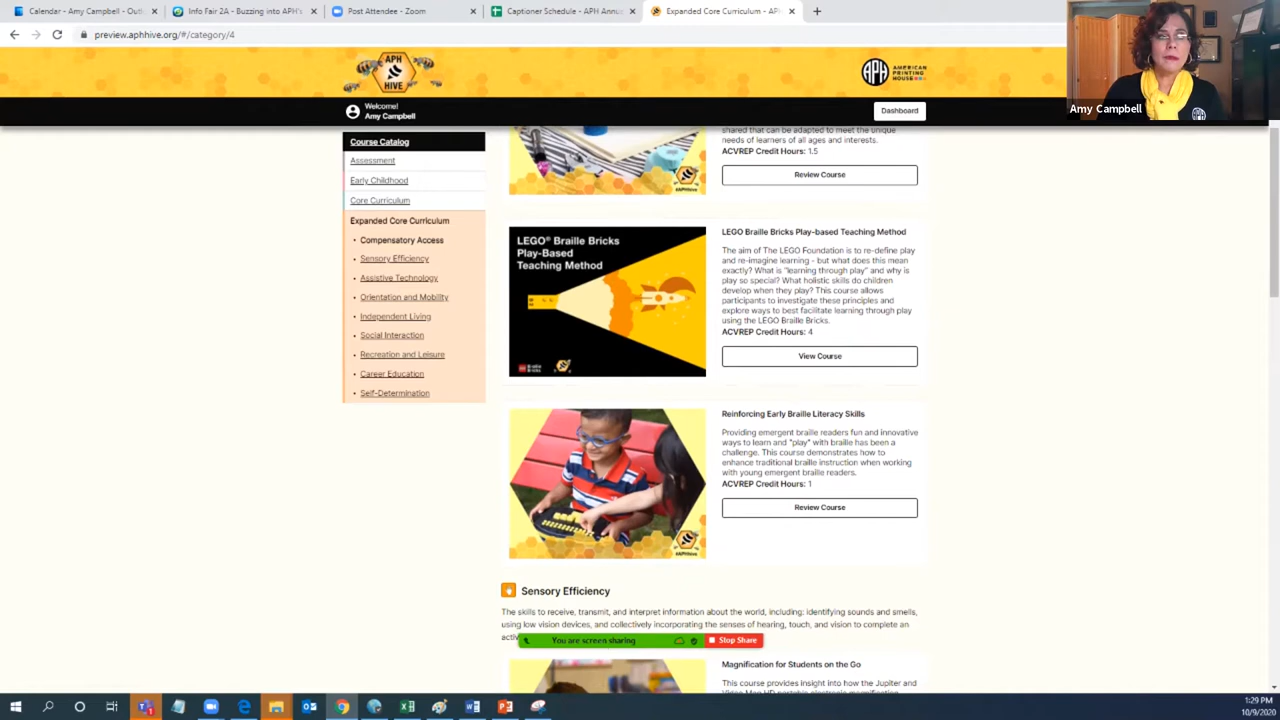 Calendar - Amy Campbell - Out
Info Fair 2A - Buzzing into APH's
Post Attendee - Zoom
Captioner Schedule - APH Annua
Expanded Core Curriculum - AP
preview.aphhive.org/#/category/4
APH
HIVE
APH
AMERICAN
PRINTING
HOUSE
Amy Campbell
Welcome!
Amy Campbell
Dashboard
Course Catalog
Assessment
Early Childhood
Core Curriculum
Expanded Core Curriculum
• Compensatory Access
• Sensory Efficiency
• Assistive Technology
• Orientation and Mobility
• Independent Living
• Social Interaction
• Recreation and Leisure
• Career Education
• Self-Determination
shared that can be adapted to meet the unique
needs of learners of all ages and interests.
ACVREP Credit Hours: 1.5
Review Course
#APHhive
LEGO® Braille Bricks
Play-Based
Teaching Method
LEGO Braille Bricks Play-based Teaching Method
The aim of The LEGO Foundation is to re-define play
and re-imagine learning - but what does this mean
exactly? What is "learning through play" and why is
play so special? What holistic skills do children
develop when they play? This course allows
participants to investigate these principles and
explore ways to best facilitate learning through play
using the LEGO Braille Bricks.
ACVREP Credit Hours: 4
View Course
Reinforcing Early Braille Literacy Skills
Providing emergent braille readers fun and innovative
ways to learn and "play" with braille has been a
challenge. This course demonstrates how to
enhance traditional braille instruction when working
with young emergent braille readers.
ACVREP Credit Hours: 1
Review Course
#APHhive
Sensory Efficiency
The skills to receive, transmit, and interpret information about the world, including: identifying sounds and smells,
using low vision devices, and collectively incorporating the senses of hearing, touch, and vision to complete an
You are screen sharing
Stop Share
Magnification for Students on the Go
This course provides insight into how the Jupiter and
1:29 PM
10/9/2020